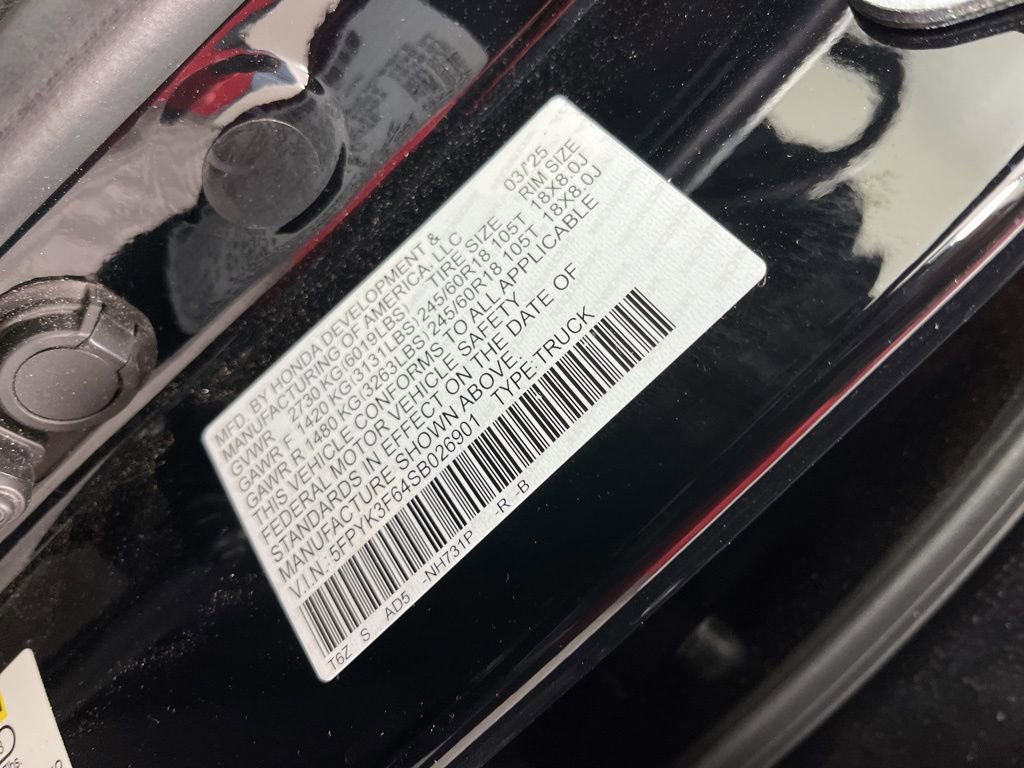 MFD. BY HONDA DEVELOPMENT &
MANUFACTURING OF AMERICA, LLC 03/'25
GVWR 2730 KG(6019LBS) TIRE SIZE RIM SIZE
GAWR F 1420 KG(3131LBS) 245/60R18 105T 18X8.0J
GAWR R 1480 KG(3263LBS) 245/60R18 105T 18X8.0J
THIS VEHICLE CONFORMS TO ALL APPLICABLE
FEDERAL MOTOR VEHICLE SAFETY
STANDARDS IN EFFECT ON THE DATE OF
MANUFACTURE SHOWN ABOVE.
V.I.N.: 5FPYK3F64SB026901 TYPE: TRUCK
T6Z S AD5 -NH731P -R -B
lbs.